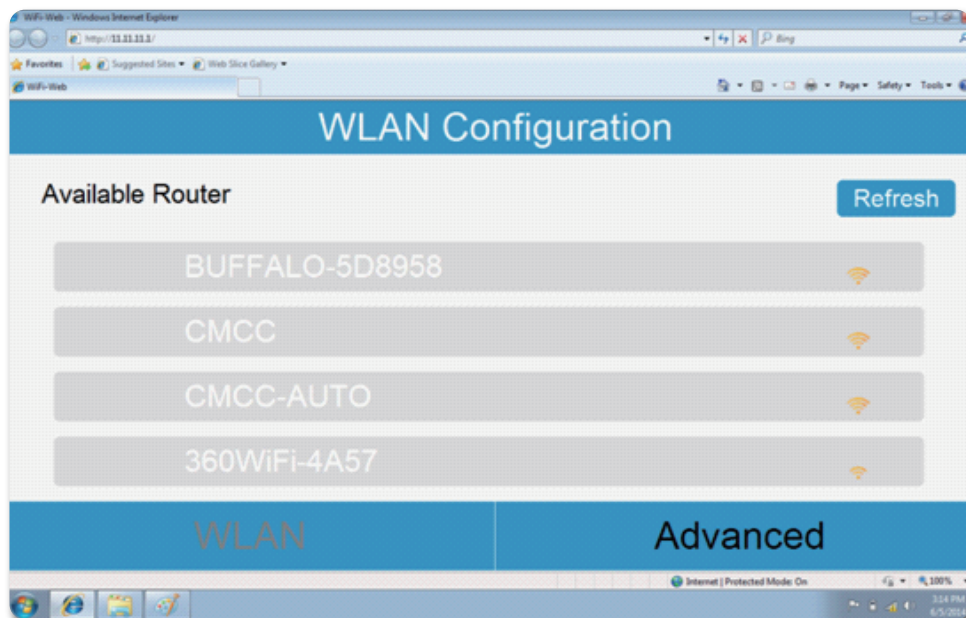 WiFi-Web - Windows Internet Explorer
http://11.11.11.1/
Bing
Favorites Suggested Sites Web Slice Gallery
WiFi-Web Page Safety Tools
WLAN Configuration
Available Router
Refresh
BUFFALO-5D8958
CMCC
CMCC-AUTO
360WiFi-4A57
WLAN Advanced
Internet | Protected Mode: On 100%
3:14 PM
6/5/2014